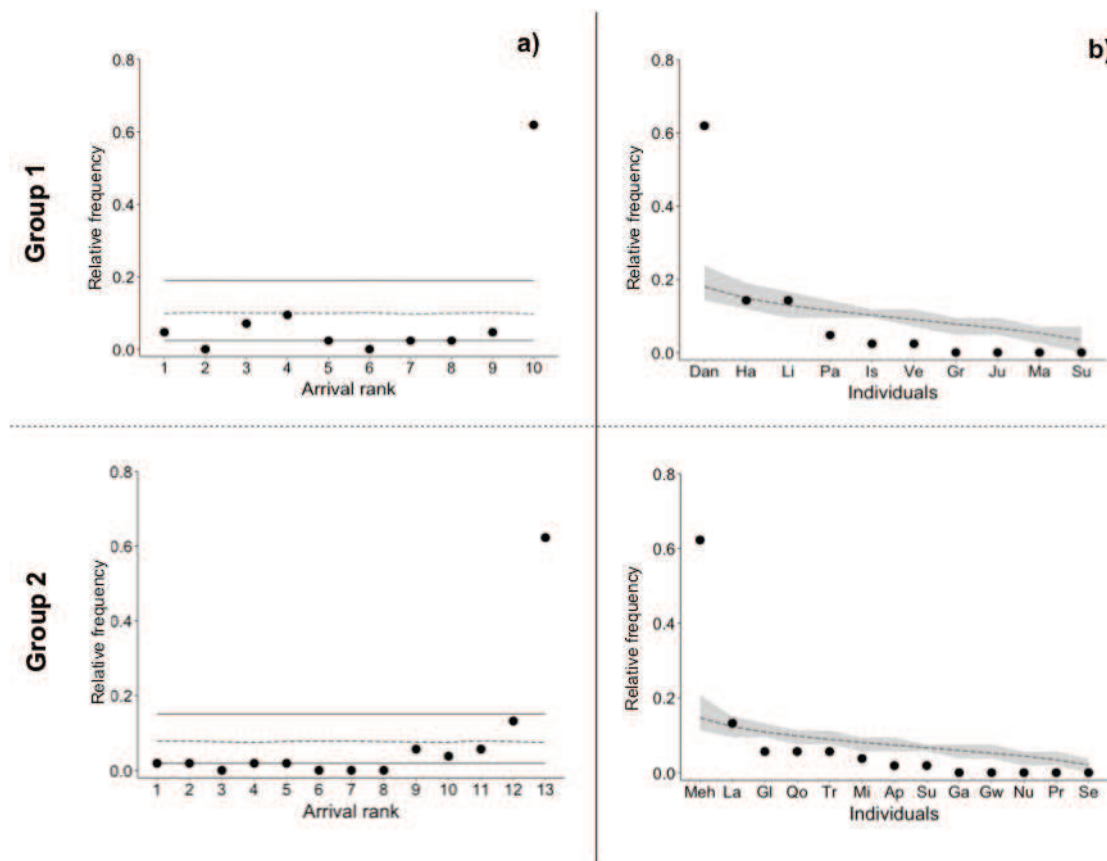 a)
Group 1
Relative frequency
0.8
0.6
0.4
0.2
0.0
1 2 3 4 5 6 7 8 9 10
Arrival rank
b)
Relative frequency
0.8
0.6
0.4
0.2
0.0
Dan Ha Li Pa Is Ve Gr Ju Ma Su
Individuals
Group 2
Relative frequency
0.8
0.6
0.4
0.2
0.0
1 2 3 4 5 6 7 8 9 10 11 12 13
Arrival rank
Relative frequency
0.8
0.6
0.4
0.2
0.0
Meh La Gl Qo Tr Mi Ap Su Ga Gw Nu Pr Se
Individuals